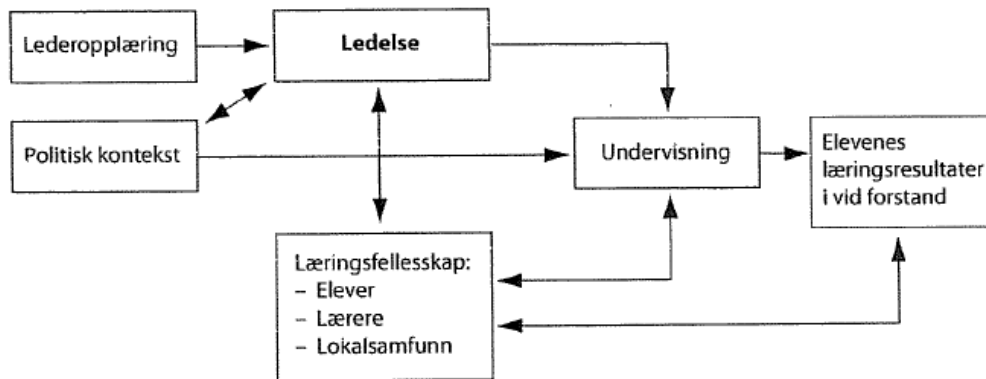 Lederopplæring
Ledelse
Politisk kontekst
Undervisning
Elevenes
læringsresultater
i vid forstand
Læringsfellesskap:
– Elever
– Lærere
– Lokalsamfunn